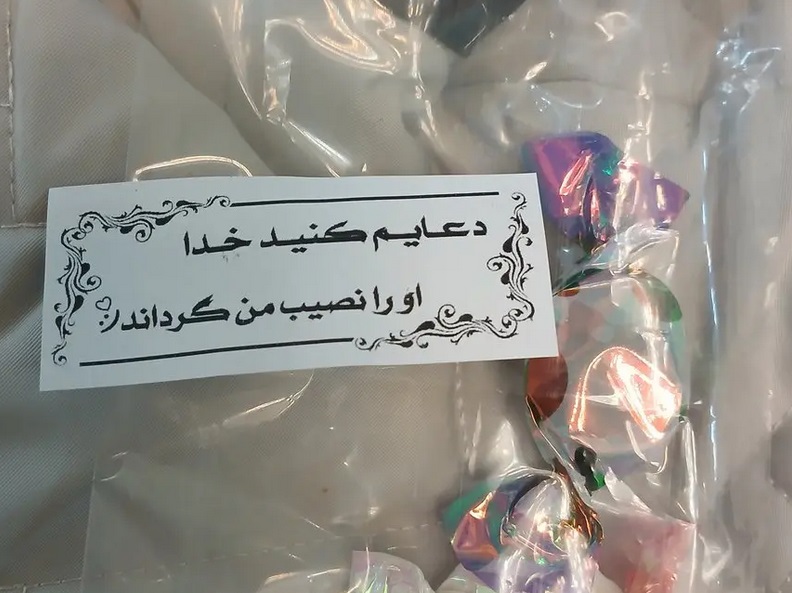 دعایم کنید خدا
او را نصیب من گرداند:)♡